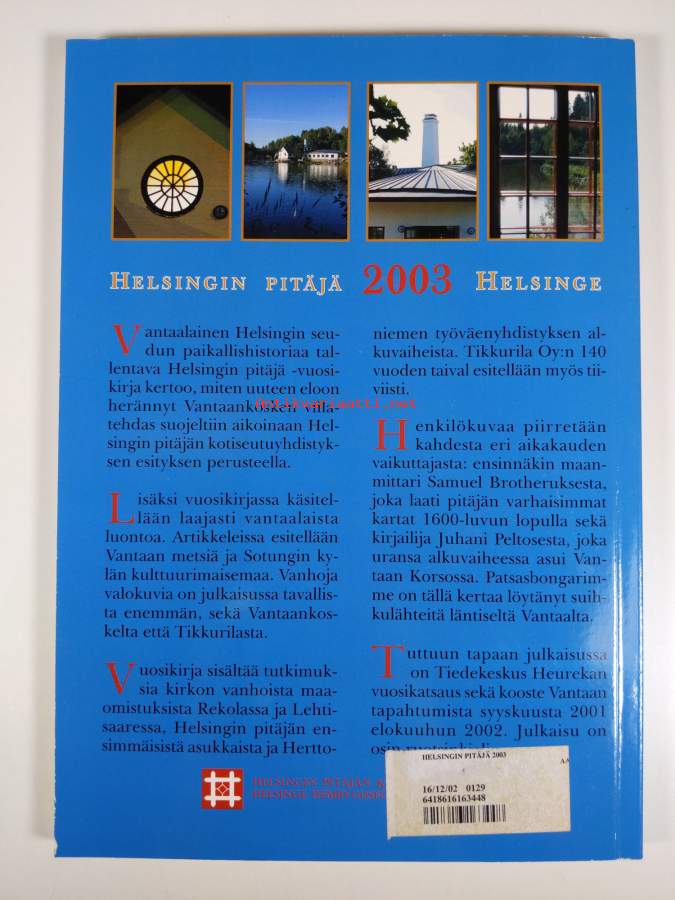 HELSINGIN PITÄJÄ 2003 HELSINGE
Vantaalainen Helsingin seu-
dun paikallishistoriaa tal-
lentava Helsingin pitäjä -vuosi-
kirja kertoo, miten uuteen eloon
herännyt Vantaankosken viila-
tehdas suojeltiin aikoinaan Hel-
singin pitäjän kotiseutuyhdistyk-
sen esityksen perusteella.
Lisäksi vuosikirjassa käsitel-
lään laajasti vantaalaista
luontoa. Artikkeleissa esitellään
Vantaan metsiä ja Sotungin ky-
län kulttuurimaisemaa. Vanhoja
valokuvia on julkaisussa tavallis-
ta enemmän, sekä Vantaankos-
kelta että Tikkurilasta.
Vuosikirja sisältää tutkimuk-
sia kirkon vanhoista maa-
omistuksista Rekolassa ja Lehti-
saaressa, Helsingin pitäjän en-
simmäisistä asukkaista ja Hertto-
niemen työväenyhdistyksen al-
kuvaiheista. Tikkurila Oy:n 140
vuoden taival esitellään myös tii-
viisti.
Henkilökuvaa piirretään
kahdesta eri aikakauden
vaikuttajasta: ensinnäkin maan-
mittari Samuel Brotheruksesta,
joka laati pitäjän varhaisimmat
kartat 1600-luvun lopulla sekä
kirjailija Juhani Peltosesta, joka
uransa alkuvaiheessa asui Van-
taan Korsossa. Patsasbongarim-
me on tällä kertaa löytänyt suih-
kulähteitä läntiseltä Vantaalta.
Tuttuun tapaan julkaisussa
on Tiedekeskus Heurekan
vuosikatsaus sekä kooste Vantaan
tapahtumista syyskuusta 2001
elokuuhun 2002. Julkaisu on
osin
HELSINGIN PITÄJÄN
HELSINGE
HELSINGIN PITÄJÄ 2003
16/12/02 0129
6418616163448
antikvariaatti.net